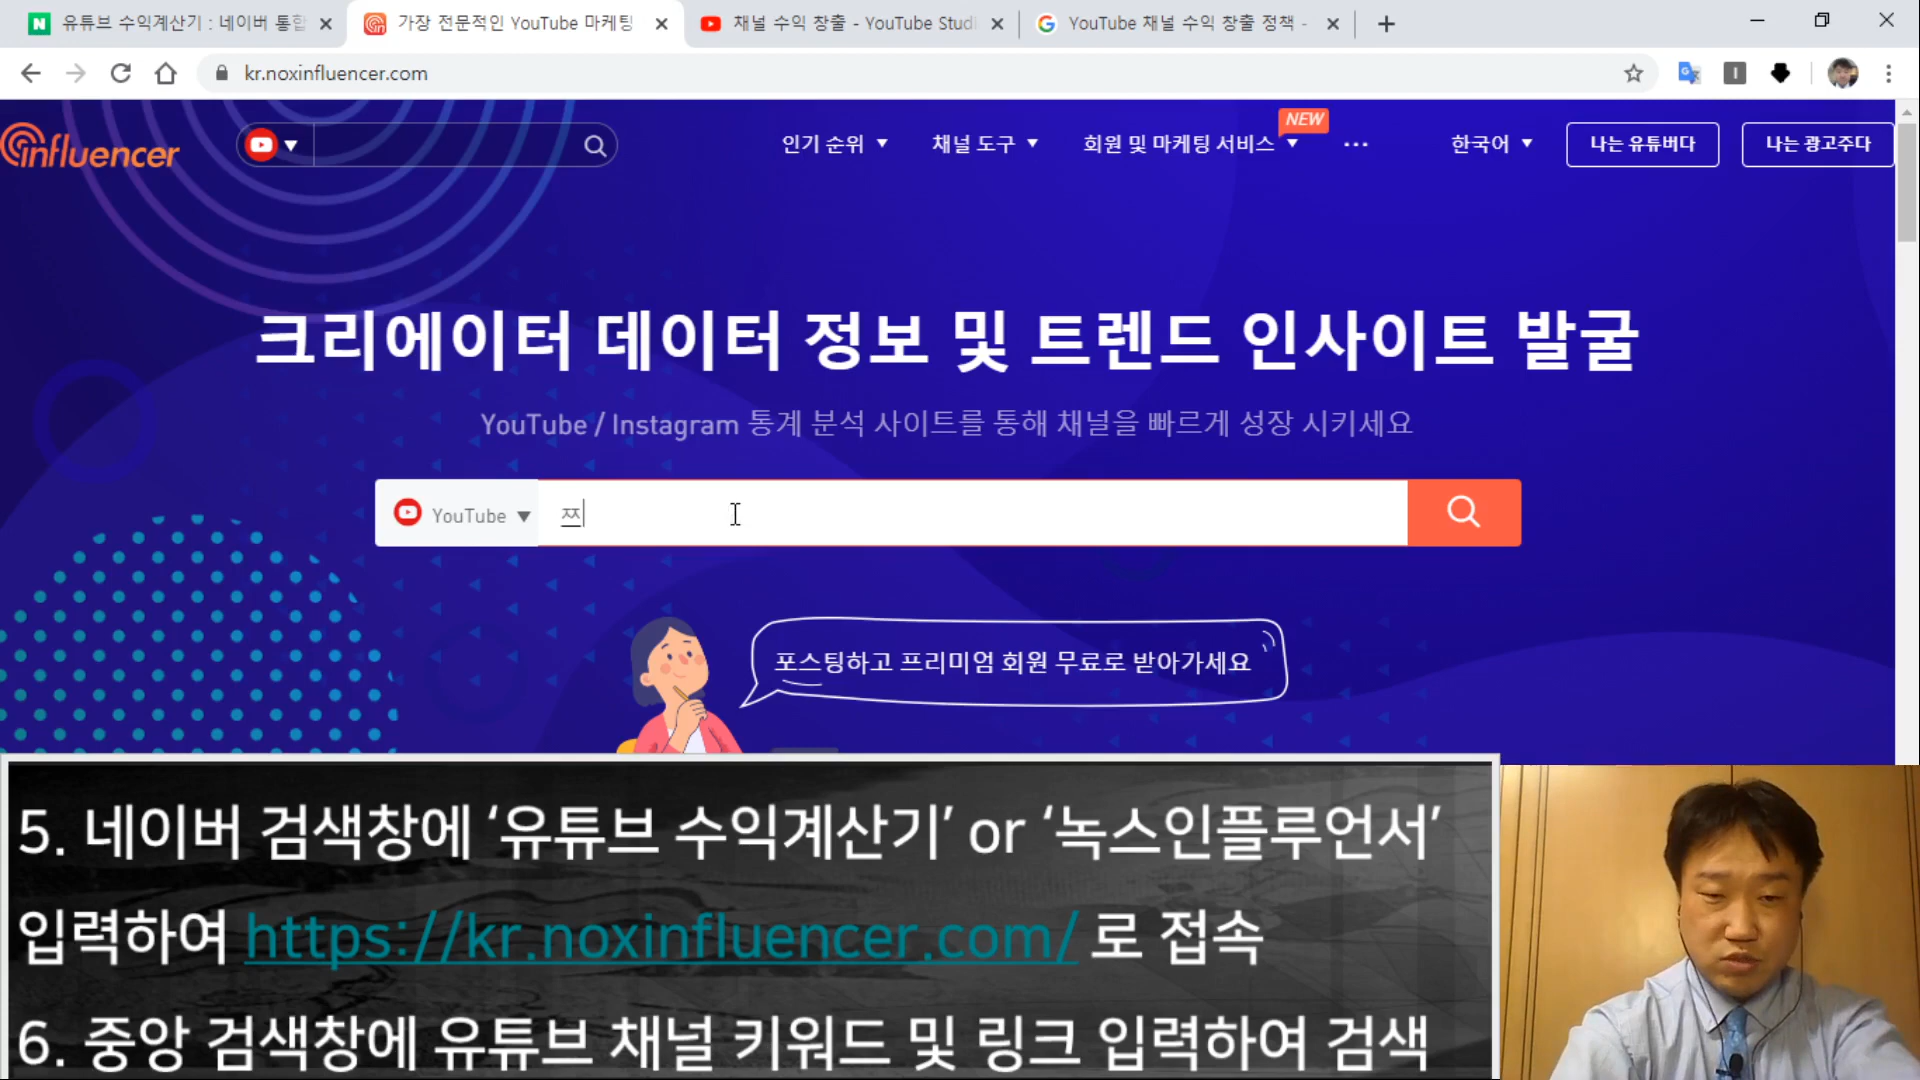 유튜브 수익계산기 : 네이버 통합
가장 전문적인 YouTube 마케팅
채널 수익 창출 - YouTube Studi
YouTube 채널 수익 창출 정책 -
kr.noxinfluencer.com
influencer
인기 순위
채널 도구
회원 및 마케팅 서비스
NEW
한국어
나는 유튜버다
나는 광고주다
크리에이터 데이터 정보 및 트렌드 인사이트 발굴
YouTube / Instagram 통계 분석 사이트를 통해 채널을 빠르게 성장 시키세요
YouTube
쯔
포스팅하고 프리미엄 회원 무료로 받아가세요
5. 네이버 검색창에 ‘유튜브 수익계산기’ or ‘녹스인플루언서’
입력하여 https://kr.noxinfluencer.com/ 로 접속
6. 중앙 검색창에 유튜브 채널 키워드 및 링크 입력하여 검색